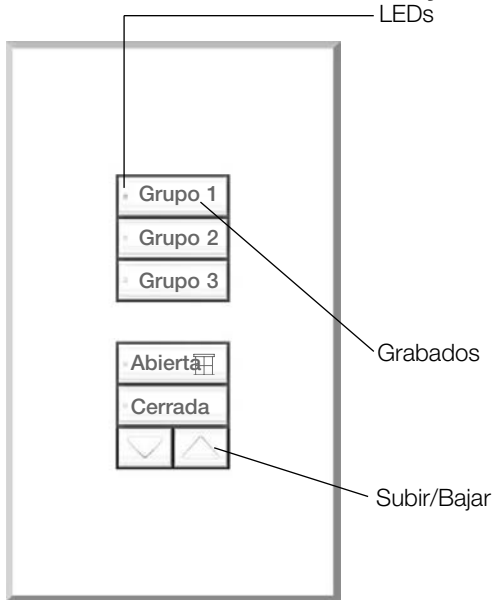 LEDs
Grupo 1
Grupo 2
Grupo 3
Grabados
Abierta
Cerrada
Subir/Bajar